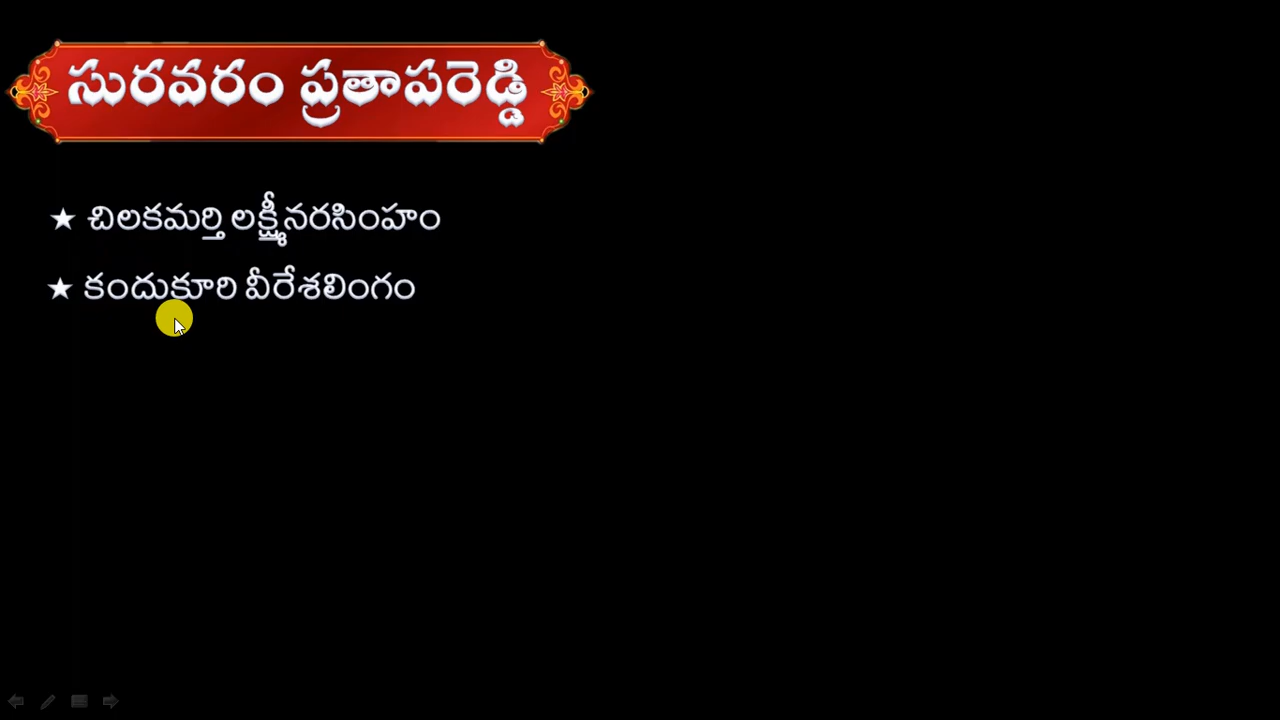 సురవరం ప్రతాపరెడ్డి
★ చిలకమర్తి లక్ష్మీనరసింహం
★ కందుకూరి వీరేశలింగం